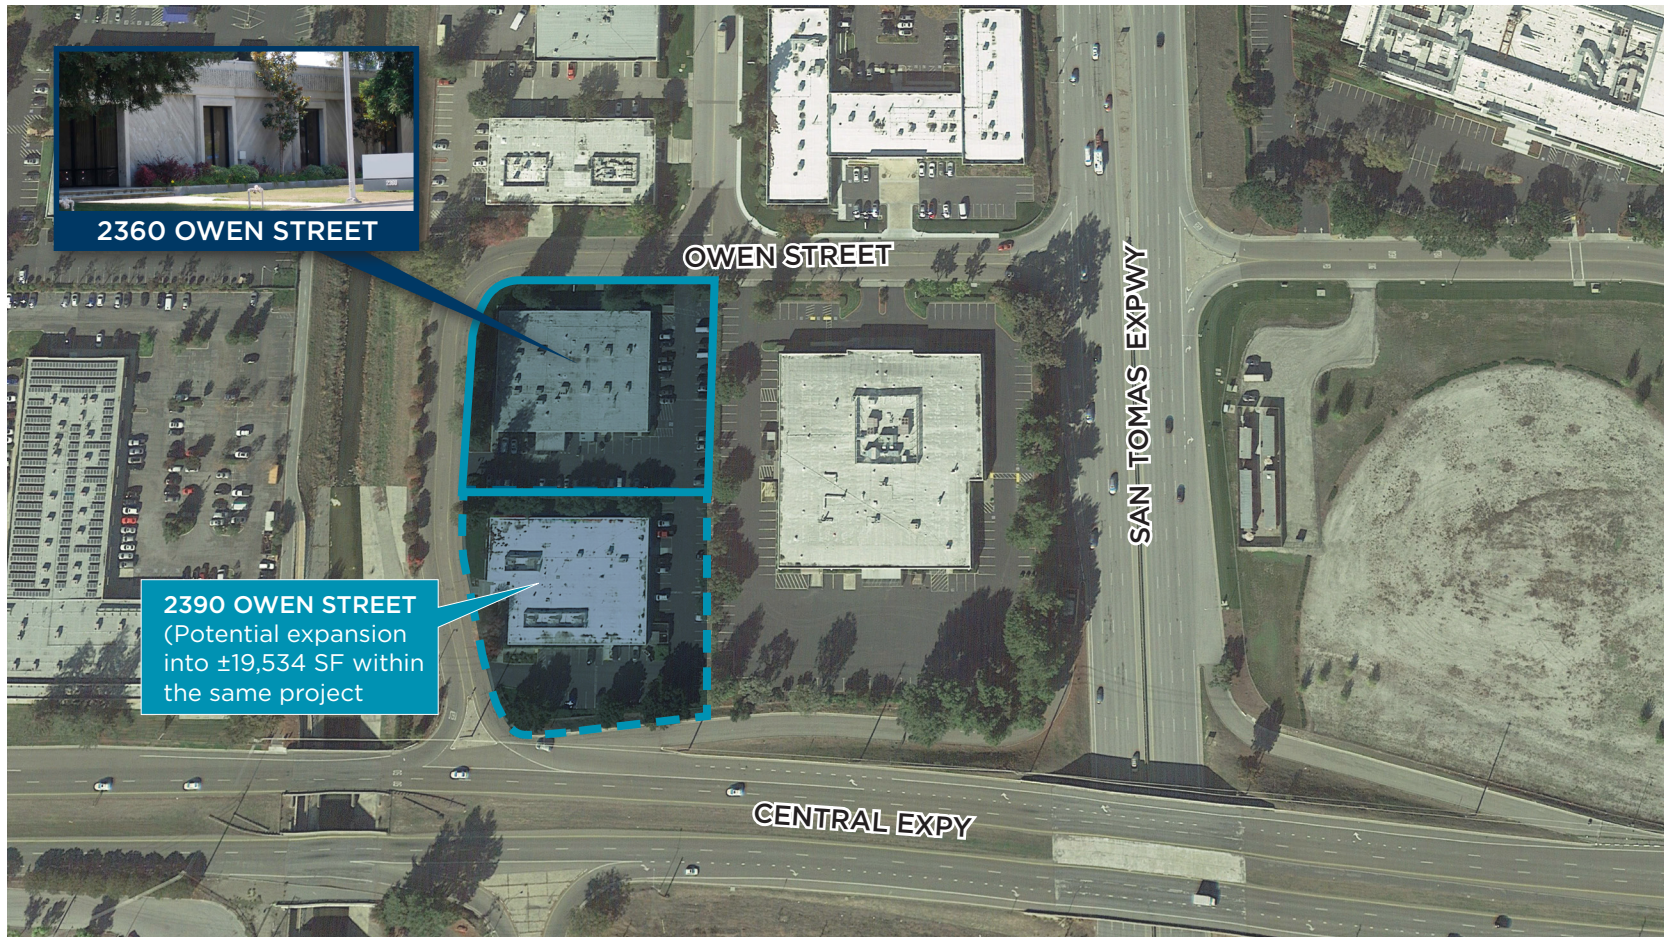 2360 OWEN STREET
OWEN STREET
SAN TOMAS EXPWY
2390 OWEN STREET
(Potential expansion
into ±19,534 SF within
the same project
CENTRAL EXPY